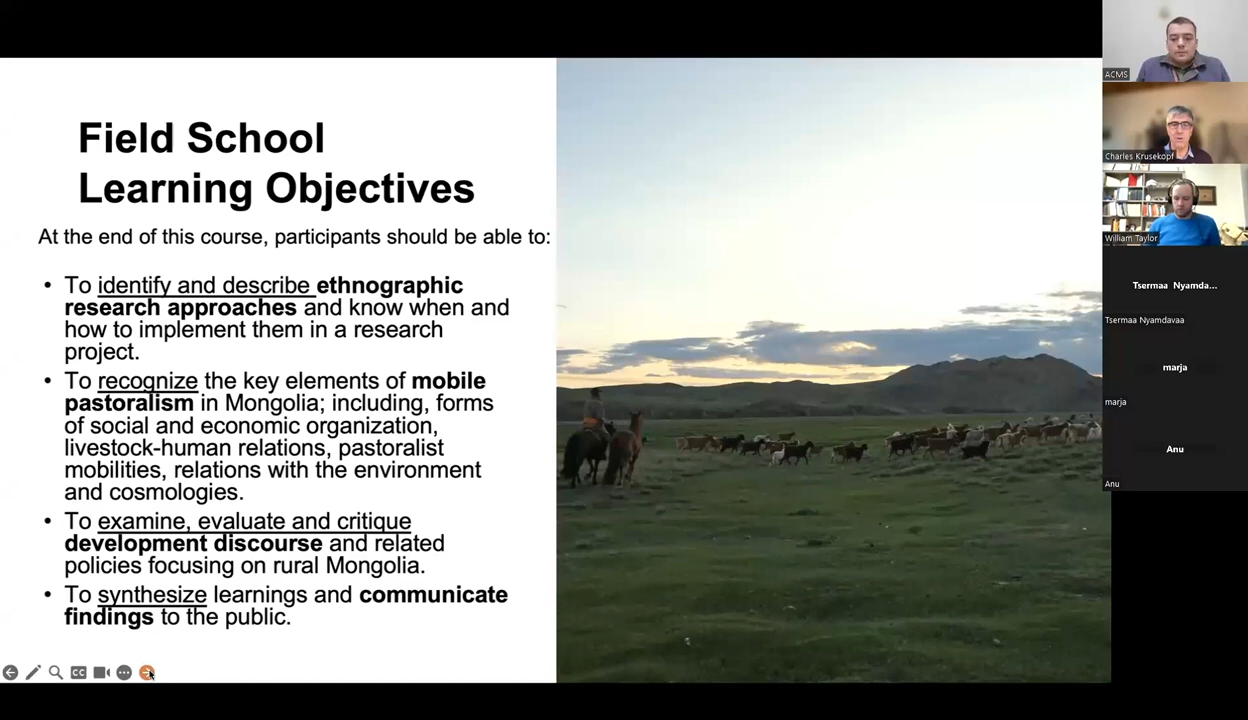 Field School
Learning Objectives
At the end of this course, participants should be able to:
• To identify and describe ethnographic
research approaches and know when and
how to implement them in a research
project.
• To recognize the key elements of mobile
pastoralism in Mongolia; including, forms
of social and economic organization,
livestock-human relations, pastoralist
mobilities, relations with the environment
and cosmologies.
• To examine, evaluate and critique
development discourse and related
policies focusing on rural Mongolia.
• To synthesize learnings and communicate
findings to the public.
CC
ACMS
Charles Krusekopf
William Taylor
Tsermaa Nyamda...
Tsermaa Nyamdavaa
marja
marja
Anu
Anu